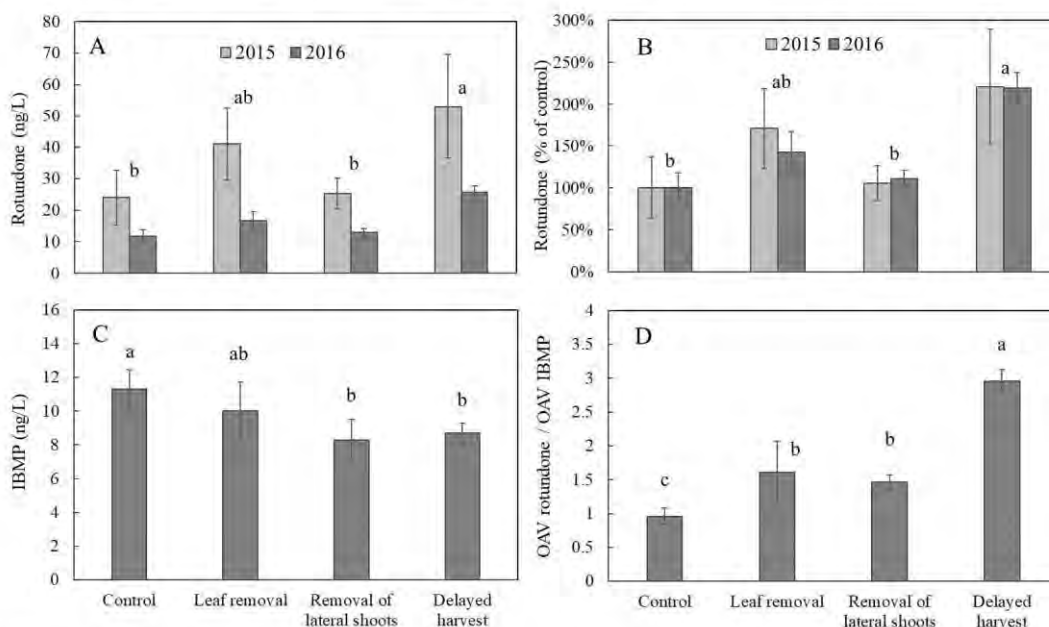 A
2015 2016
Rotundone (ng/L)
80
70
60
50
40
30
20
10
0
b
ab
b
a
B
2015 2016
Rotundone (% of control)
300%
250%
200%
150%
100%
50%
0%
b
ab
b
a
C
IBMP (ng/L)
16
14
12
10
8
6
4
2
0
a
ab
b
b
Control
Leaf removal
Removal of
lateral shoots
Delayed
harvest
D
OAV rotundone / OAV IBMP
4
3.5
3
2.5
2
1.5
1
0.5
0
c
b
b
a
Control
Leaf removal
Removal of
lateral shoots
Delayed
harvest